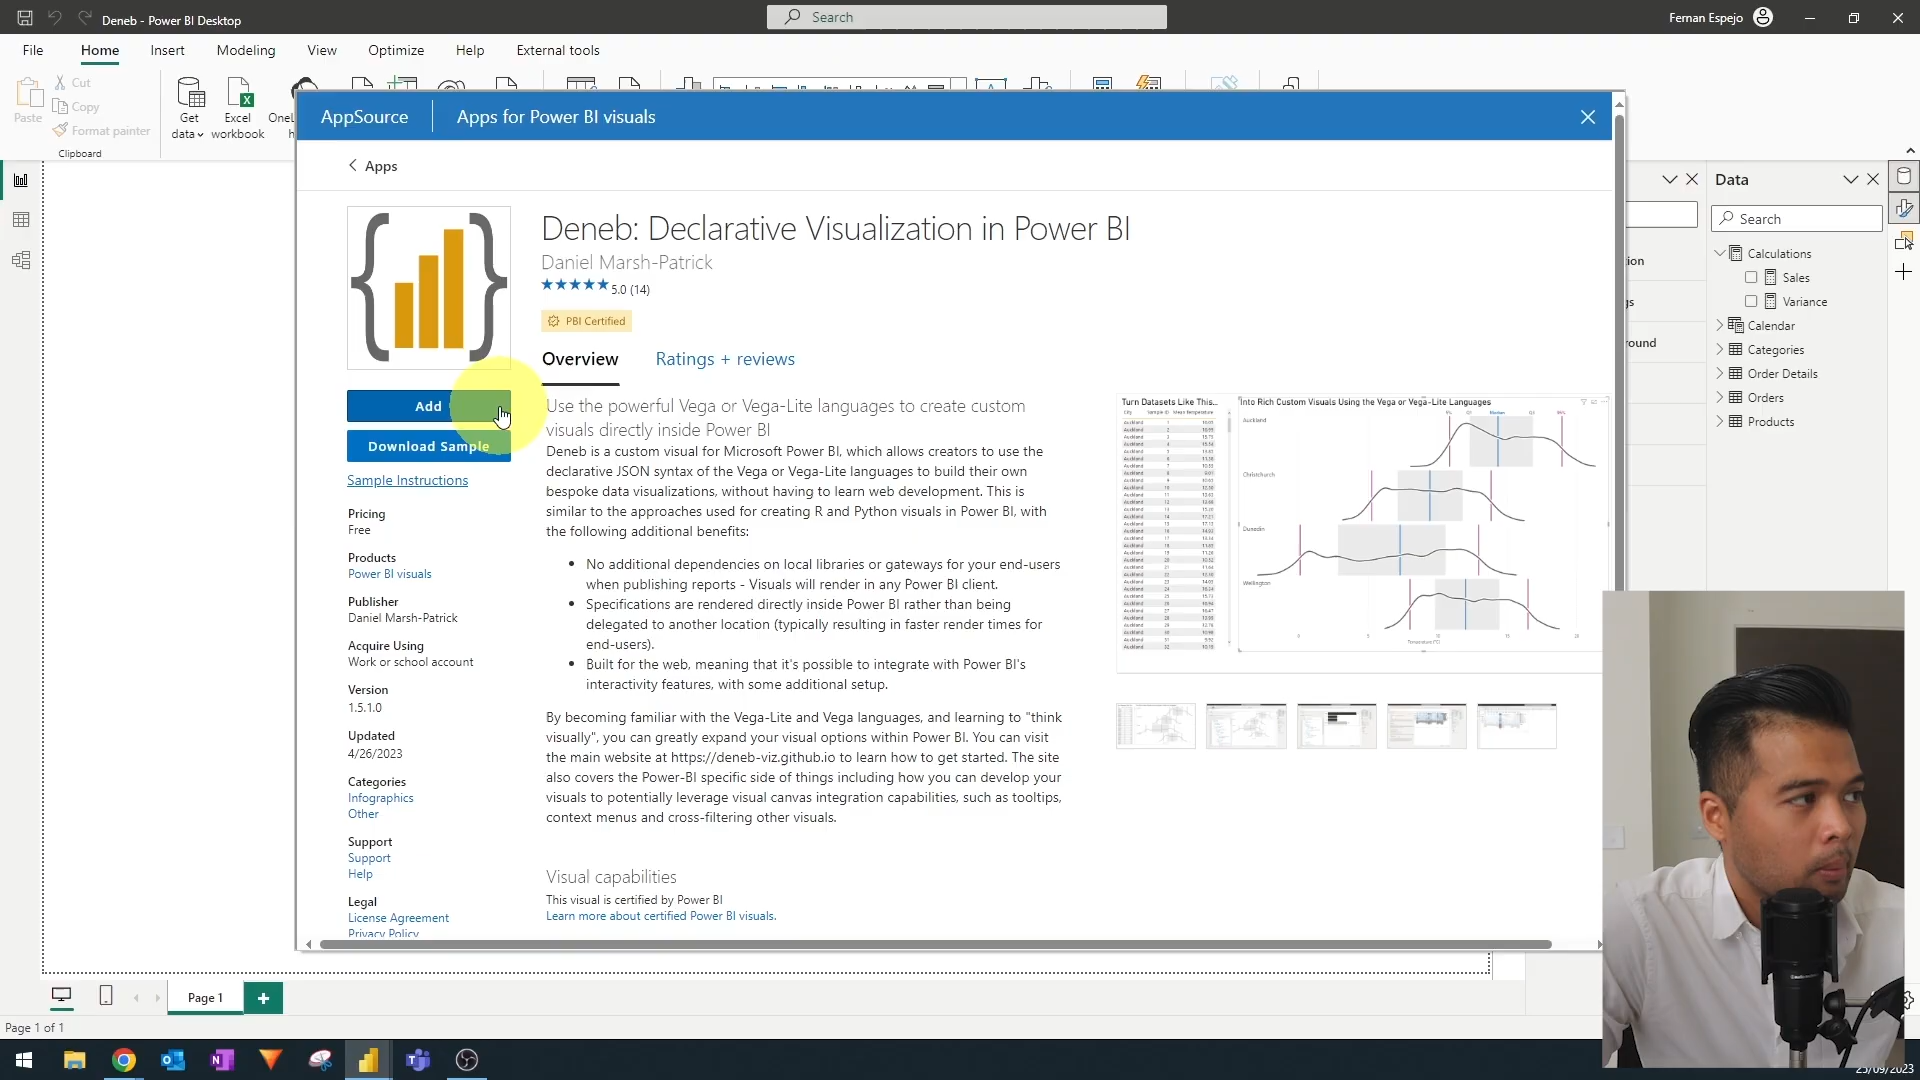 Deneb - Power BI Desktop
Search
Fernan Espejo
File
Home
Insert
Modeling
View
Optimize
Help
External tools
Paste
Cut
Copy
Format painter
Clipboard
Get
data
Excel
workbook
AppSource
Apps for Power BI visuals
Apps
Deneb: Declarative Visualization in Power BI
Daniel Marsh-Patrick
5.0 (14)
PBI Certified
Overview
Ratings + reviews
Add
Download Sample
Sample Instructions
Pricing
Free
Products
Power BI visuals
Publisher
Daniel Marsh-Patrick
Acquire Using
Work or school account
Version
1.5.1.0
Updated
4/26/2023
Categories
Infographics
Other
Support
Support
Help
Legal
License Agreement
Privacy Policy
Use the powerful Vega or Vega-Lite languages to create custom
visuals directly inside Power BI
Deneb is a custom visual for Microsoft Power BI, which allows creators to use the
declarative JSON syntax of the Vega or Vega-Lite languages to build their own
bespoke data visualizations, without having to learn web development. This is
similar to the approaches used for creating R and Python visuals in Power BI, with
the following additional benefits:
• No additional dependencies on local libraries or gateways for your end-users
when publishing reports - Visuals will render in any Power BI client.
• Specifications are rendered directly inside Power BI rather than being
delegated to another location (typically resulting in faster render times for
end-users).
• Built for the web, meaning that it's possible to integrate with Power BI's
interactivity features, with some additional setup.
By becoming familiar with the Vega-Lite and Vega languages, and learning to "think
visually", you can greatly expand your visual options within Power BI. You can visit
the main website at https://deneb-viz.github.io to learn how to get started. The site
also covers the Power-BI specific side of things including how you can develop your
visuals to potentially leverage visual canvas integration capabilities, such as tooltips,
context menus and cross-filtering other visuals.
Visual capabilities
This visual is certified by Power BI
Learn more about certified Power BI visuals.
Turn Datasets Like This...
Into Rich Custom Visuals Using the Vega or Vega-Lite Languages
City Sample ID Mean Temperature
Auckland
Christchurch
Dunedin
Wellington
Data
Search
Calculations
Sales
Variance
Calendar
Categories
Order Details
Orders
Products
Page 1
Page 1 of 1
25/09/2023